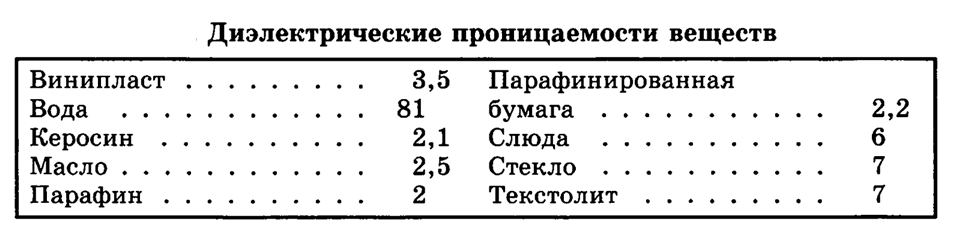 Диэлектрические проницаемости веществ
Винипласт . . . . . . . . . 3,5
Вода . . . . . . . . . . . . 81
Керосин . . . . . . . . . . 2,1
Масло . . . . . . . . . . . 2,5
Парафин . . . . . . . . . . 2
Парафинированная
бумага . . . . . . . . . . . 2,2
Слюда . . . . . . . . . . . 6
Стекло . . . . . . . . . . . 7
Текстолит . . . . . . . . . 7